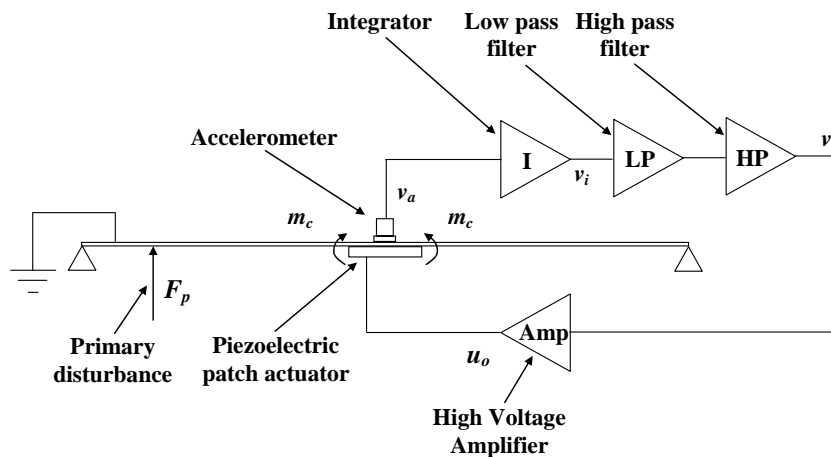 Integrator
Low pass
filter
High pass
filter
Accelerometer
I
LP
HP
v
v_i
v_a
m_c
m_c
F_p
Primary
disturbance
Piezoelectric
patch actuator
u_o
Amp
High Voltage
Amplifier